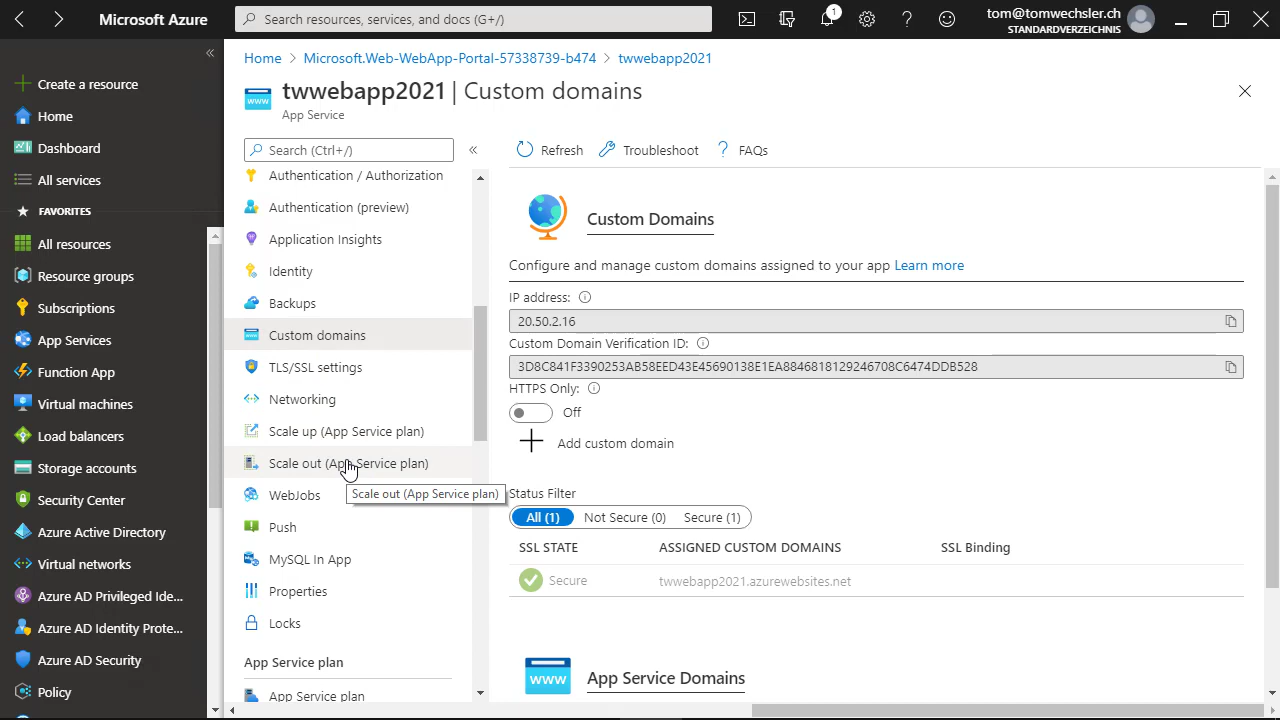 Microsoft Azure
Search resources, services, and docs (G+/)
1
tom@tomwechsler.ch
STANDARDVERZEICHNIS
Create a resource
Home
Dashboard
All services
FAVORITES
All resources
Resource groups
Subscriptions
App Services
Function App
Virtual machines
Load balancers
Storage accounts
Security Center
Azure Active Directory
Virtual networks
Azure AD Privileged Ide...
Azure AD Identity Prote...
Azure AD Security
Policy
Home > Microsoft.Web-WebApp-Portal-57338739-b474 > twwebapp2021
twwebapp2021 | Custom domains
App Service
Search (Ctrl+/)
Authentication / Authorization
Authentication (preview)
Application Insights
Identity
Backups
Custom domains
TLS/SSL settings
Networking
Scale up (App Service plan)
Scale out (App Service plan)
WebJobs
Scale out (App Service plan)
Push
MySQL In App
Properties
Locks
App Service plan
App Service plan
Refresh
Troubleshoot
FAQs
Custom Domains
Configure and manage custom domains assigned to your app Learn more
IP address:
20.50.2.16
Custom Domain Verification ID:
3D8C841F3390253AB58EED43E45690138E1EA8846818129246708C6474DDB528
HTTPS Only:
Off
Add custom domain
Status Filter
All (1) Not Secure (0) Secure (1)
SSL STATE ASSIGNED CUSTOM DOMAINS SSL Binding
Secure twwebapp2021.azurewebsites.net
www
App Service Domains